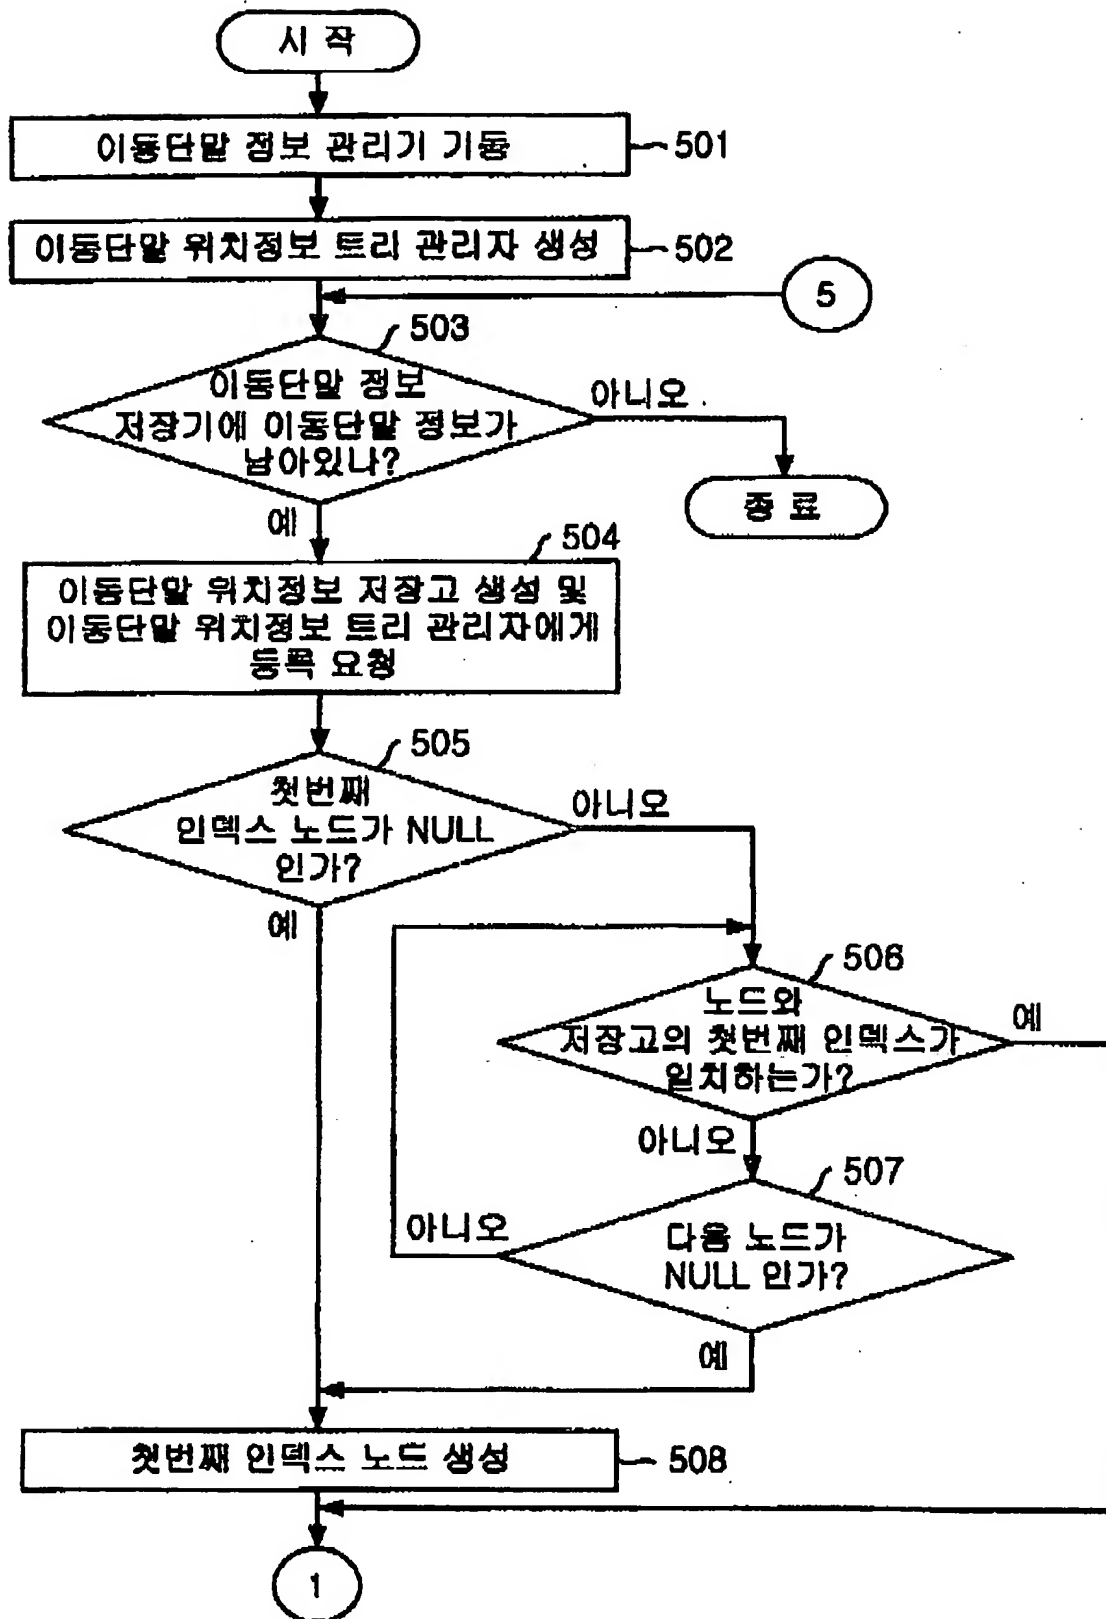 시 작
이동단말 정보 관리기 기동
501
이동단말 위치정보 트리 관리자 생성
502
5
503
이동단말 정보
저장기에 이동단말 정보가
남아있나?
아니오
종 료
예
504
이동단말 위치정보 저장고 생성 및
이동단말 위치정보 트리 관리자에게
등록 요청
505
첫번째
인덱스 노드가 NULL
인가?
아니오
예
506
노드와
저장고의 첫번째 인덱스가
일치하는가?
예
아니오
507
다음 노드가
NULL 인가?
아니오
예
첫번째 인덱스 노드 생성
508
1